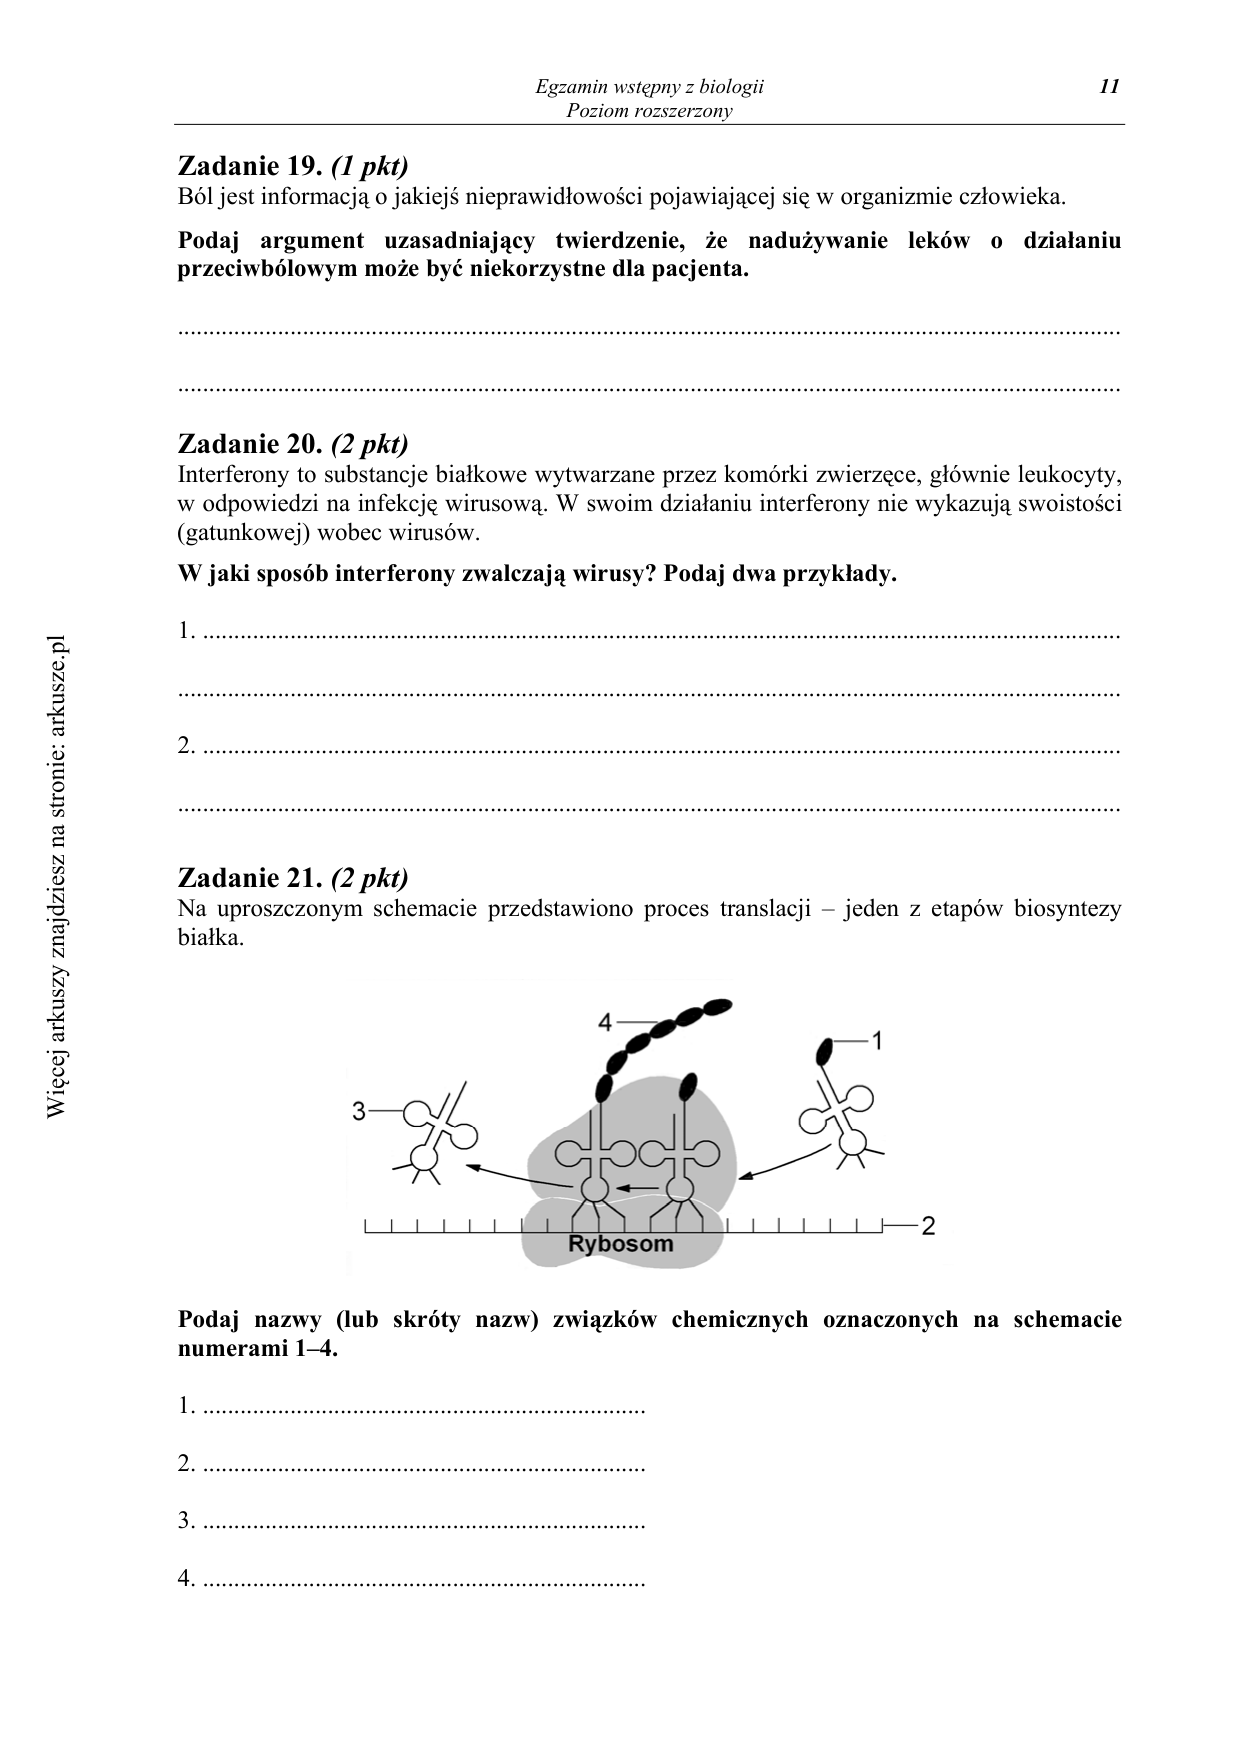 Egzamin wstępny z biologii
Poziom rozszerzony
11
Zadanie 19. (1 pkt)
Ból jest informacją o jakiejś nieprawidłowości pojawiającej się w organizmie człowieka.
Podaj argument uzasadniający twierdzenie, że nadużywanie leków o działaniu
przeciwbólowym może być niekorzystne dla pacjenta.
Zadanie 20. (2 pkt)
Interferony to substancje białkowe wytwarzane przez komórki zwierzęce, głównie leukocyty,
w odpowiedzi na infekcję wirusową. W swoim działaniu interferony nie wykazują swoistości
(gatunkowej) wobec wirusów.
W jaki sposób interferony zwalczają wirusy? Podaj dwa przykłady.
1.
2.
Zadanie 21. (2 pkt)
Na uproszczonym schemacie przedstawiono proces translacji – jeden z etapów biosyntezy
białka.
4
1
3
2
Rybosom
Podaj nazwy (lub skróty nazw) związków chemicznych oznaczonych na schemacie
numerami 1–4.
1.
2.
3.
4.
Więcej arkuszy znajdziesz na stronie: arkusze.pl